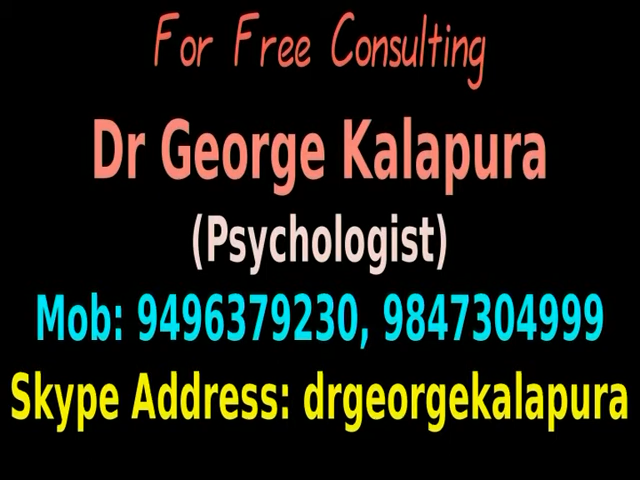 For Free Consulting
Dr George Kalapura
(Psychologist)
Mob: 9496379230, 9847304999
Skype Address: drgeorgekalapura